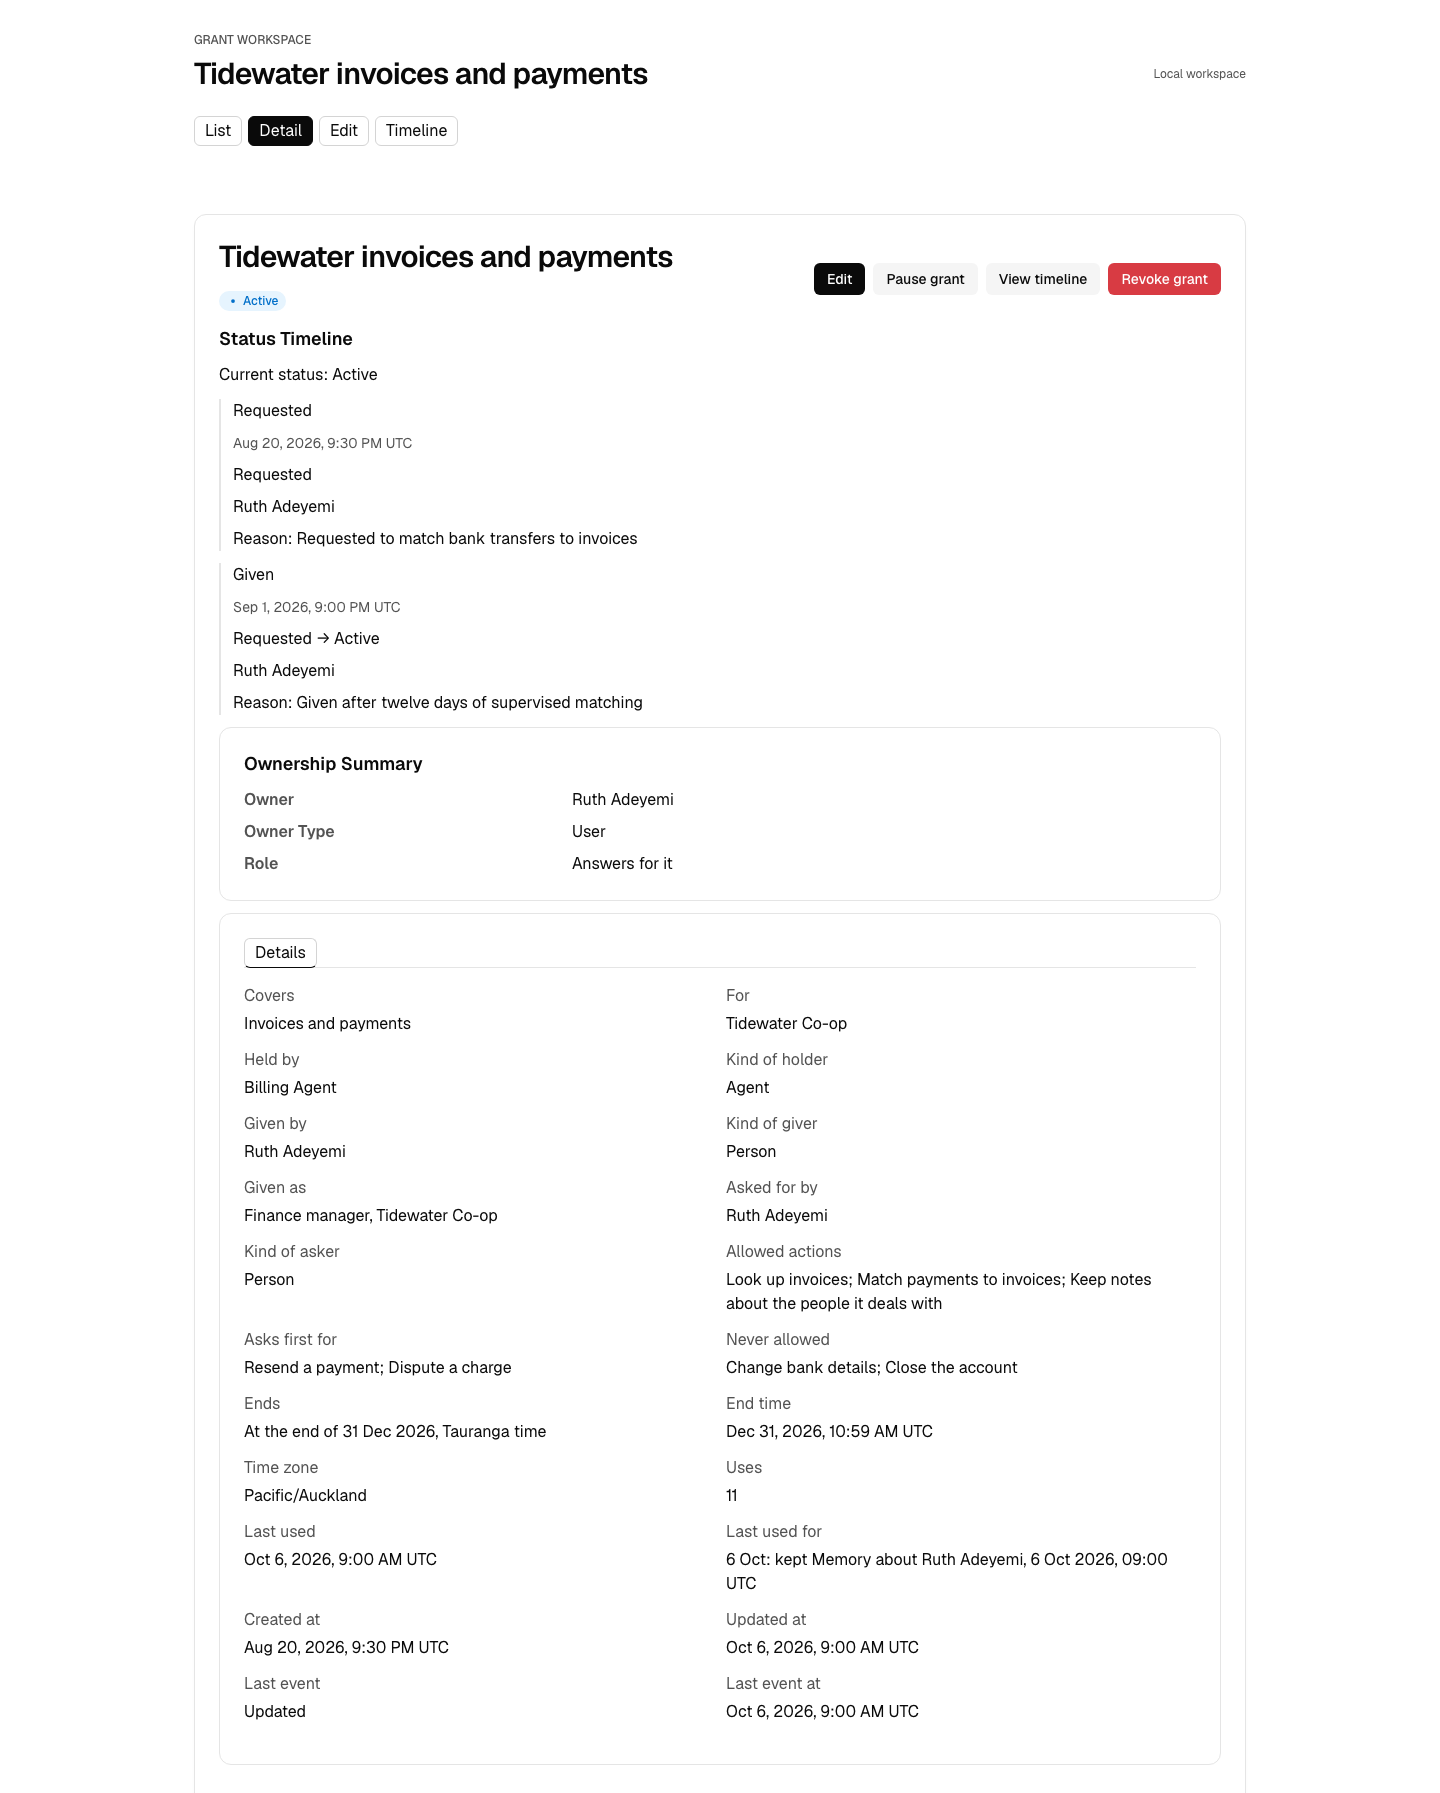 GRANT WORKSPACE
Tidewater invoices and payments
Local workspace
List
Detail
Edit
Timeline
Tidewater invoices and payments
Active
Edit
Pause grant
View timeline
Revoke grant
Status Timeline
Current status: Active
Requested
Aug 20, 2026, 9:30 PM UTC
Requested
Ruth Adeyemi
Reason: Requested to match bank transfers to invoices
Given
Sep 1, 2026, 9:00 PM UTC
Requested → Active
Ruth Adeyemi
Reason: Given after twelve days of supervised matching
Ownership Summary
Owner
Ruth Adeyemi
Owner Type
User
Role
Answers for it
Details
Covers
Invoices and payments
For
Tidewater Co-op
Held by
Billing Agent
Kind of holder
Agent
Given by
Ruth Adeyemi
Kind of giver
Person
Given as
Finance manager, Tidewater Co-op
Asked for by
Ruth Adeyemi
Kind of asker
Person
Allowed actions
Look up invoices; Match payments to invoices; Keep notes
about the people it deals with
Asks first for
Resend a payment; Dispute a charge
Never allowed
Change bank details; Close the account
Ends
At the end of 31 Dec 2026, Tauranga time
End time
Dec 31, 2026, 10:59 AM UTC
Time zone
Pacific/Auckland
Uses
11
Last used
Oct 6, 2026, 9:00 AM UTC
Last used for
6 Oct: kept Memory about Ruth Adeyemi, 6 Oct 2026, 09:00
UTC
Created at
Aug 20, 2026, 9:30 PM UTC
Updated at
Oct 6, 2026, 9:00 AM UTC
Last event
Updated
Last event at
Oct 6, 2026, 9:00 AM UTC